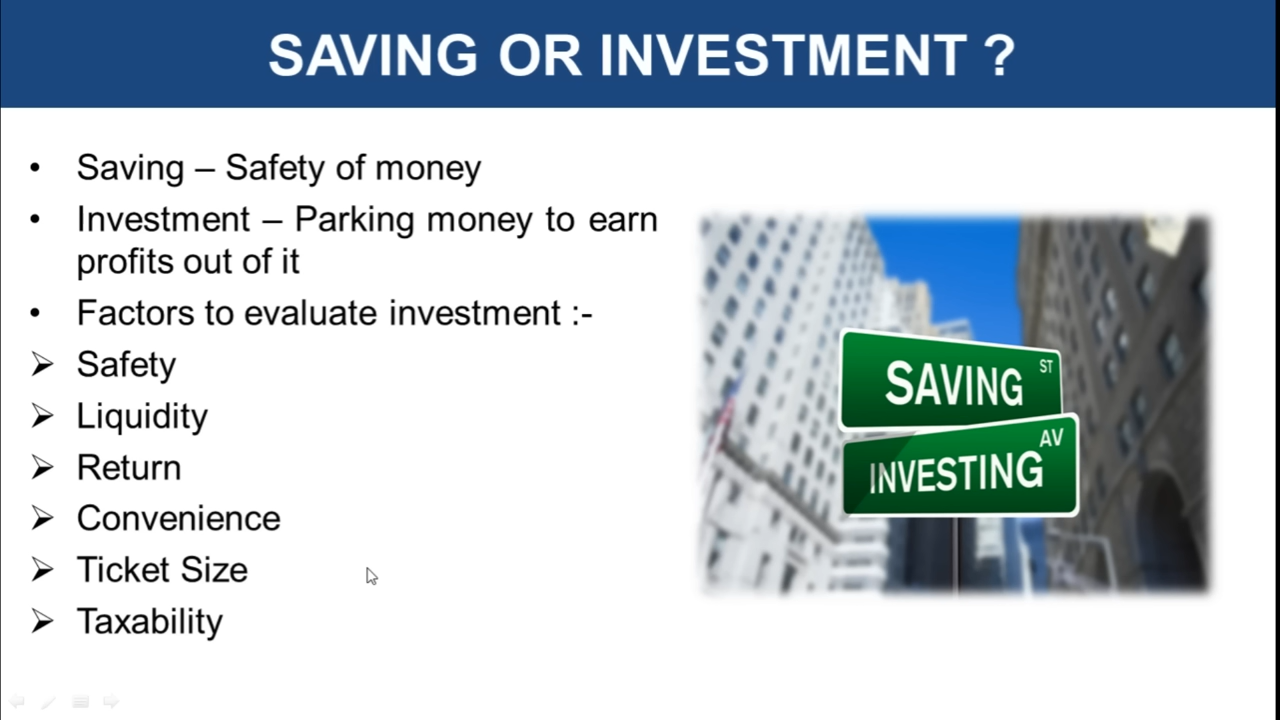 SAVING OR INVESTMENT ?
• Saving – Safety of money
• Investment – Parking money to earn
profits out of it
• Factors to evaluate investment :-
➢ Safety
➢ Liquidity
➢ Return
➢ Convenience
➢ Ticket Size
➢ Taxability
SAVING ST
INVESTING AV